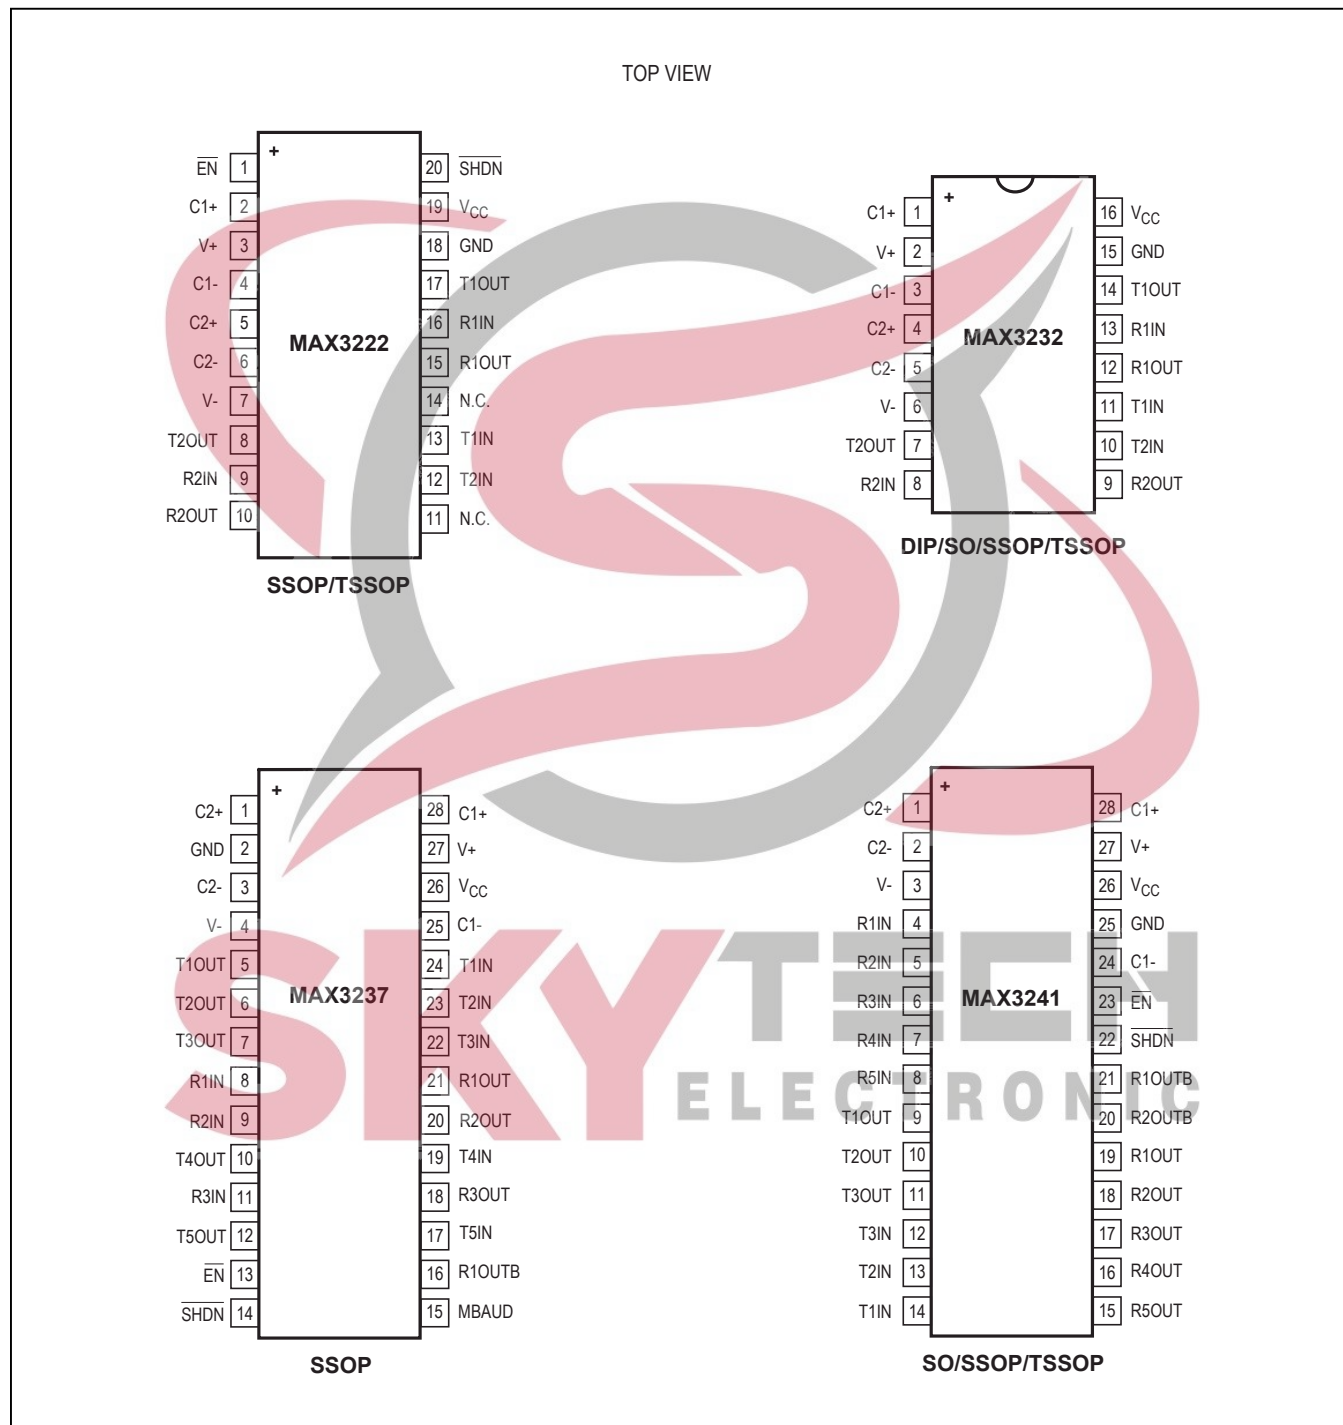 TOP VIEW
+
E̅N̅ 1 20 S̅H̅D̅N̅
C1+ 2 19 VCC
V+ 3 18 GND
C1- 4 17 T1OUT
C2+ 5 16 R1IN
MAX3222
C2- 6 15 R1OUT
V- 7 14 N.C.
T2OUT 8 13 T1IN
R2IN 9 12 T2IN
R2OUT 10 11 N.C.
SSOP/TSSOP
+
C1+ 1 16 VCC
V+ 2 15 GND
C1- 3 14 T1OUT
C2+ 4 13 R1IN
MAX3232
C2- 5 12 R1OUT
V- 6 11 T1IN
T2OUT 7 10 T2IN
R2IN 8 9 R2OUT
DIP/SO/SSOP/TSSOP
+
C2+ 1 28 C1+
GND 2 27 V+
C2- 3 26 VCC
V- 4 25 C1-
T1OUT 5 24 T1IN
MAX3237
T2OUT 6 23 T2IN
T3OUT 7 22 T3IN
R1IN 8 21 R1OUT
R2IN 9 20 R2OUT
T4OUT 10 19 T4IN
R3IN 11 18 R3OUT
T5OUT 12 17 T5IN
E̅N̅ 13 16 R1OUTB
S̅H̅D̅N̅ 14 15 MBAUD
SSOP
+
C2+ 1 28 C1+
C2- 2 27 V+
V- 3 26 VCC
R1IN 4 25 GND
R2IN 5 24 C1-
MAX3241
R3IN 6 23 E̅N̅
R4IN 7 22 S̅H̅D̅N̅
R5IN 8 21 R1OUTB
T1OUT 9 20 R2OUTB
T2OUT 10 19 R1OUT
T3OUT 11 18 R2OUT
T3IN 12 17 R3OUT
T2IN 13 16 R4OUT
T1IN 14 15 R5OUT
SO/SSOP/TSSOP
SKYTECH
ELECTRONIC